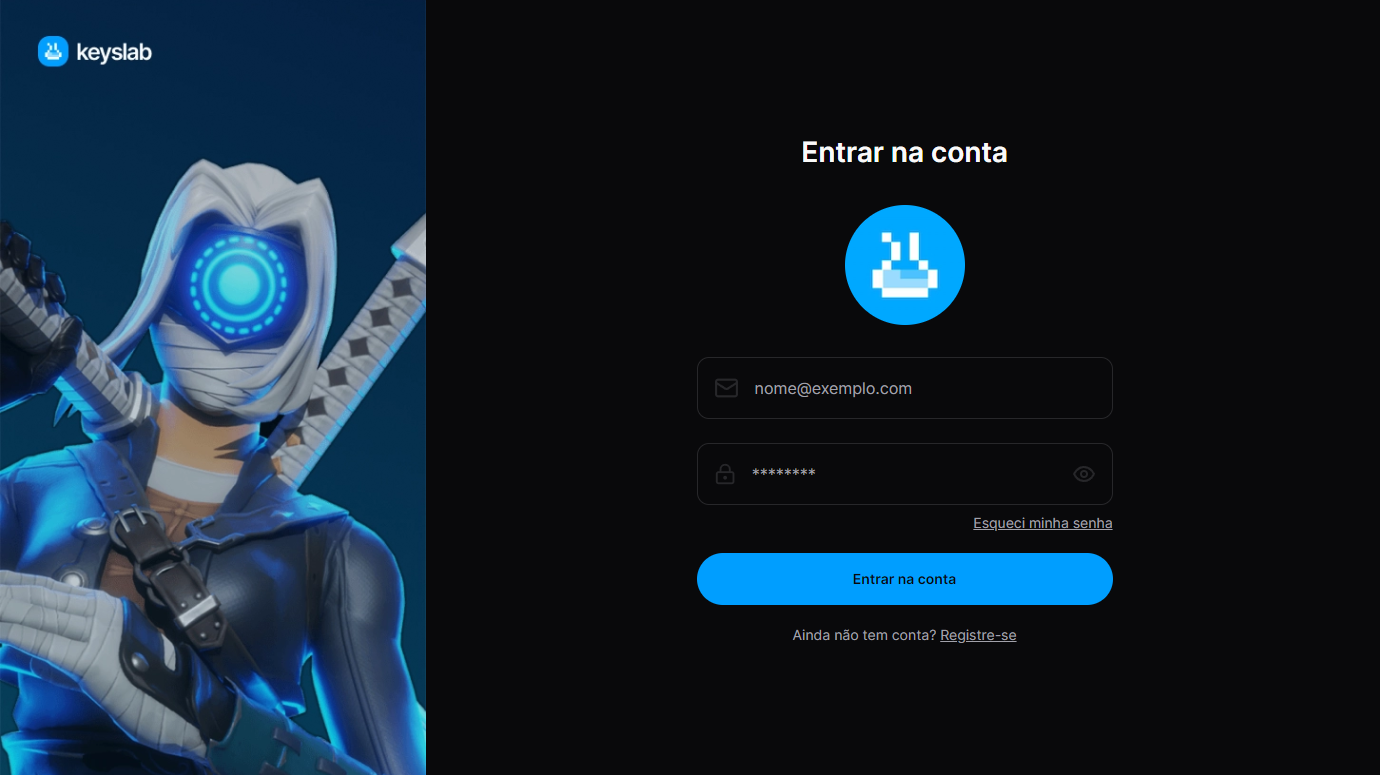 keyslab
Entrar na conta
nome@exemplo.com
********
Esqueci minha senha
Entrar na conta
Ainda não tem conta? Registre-se